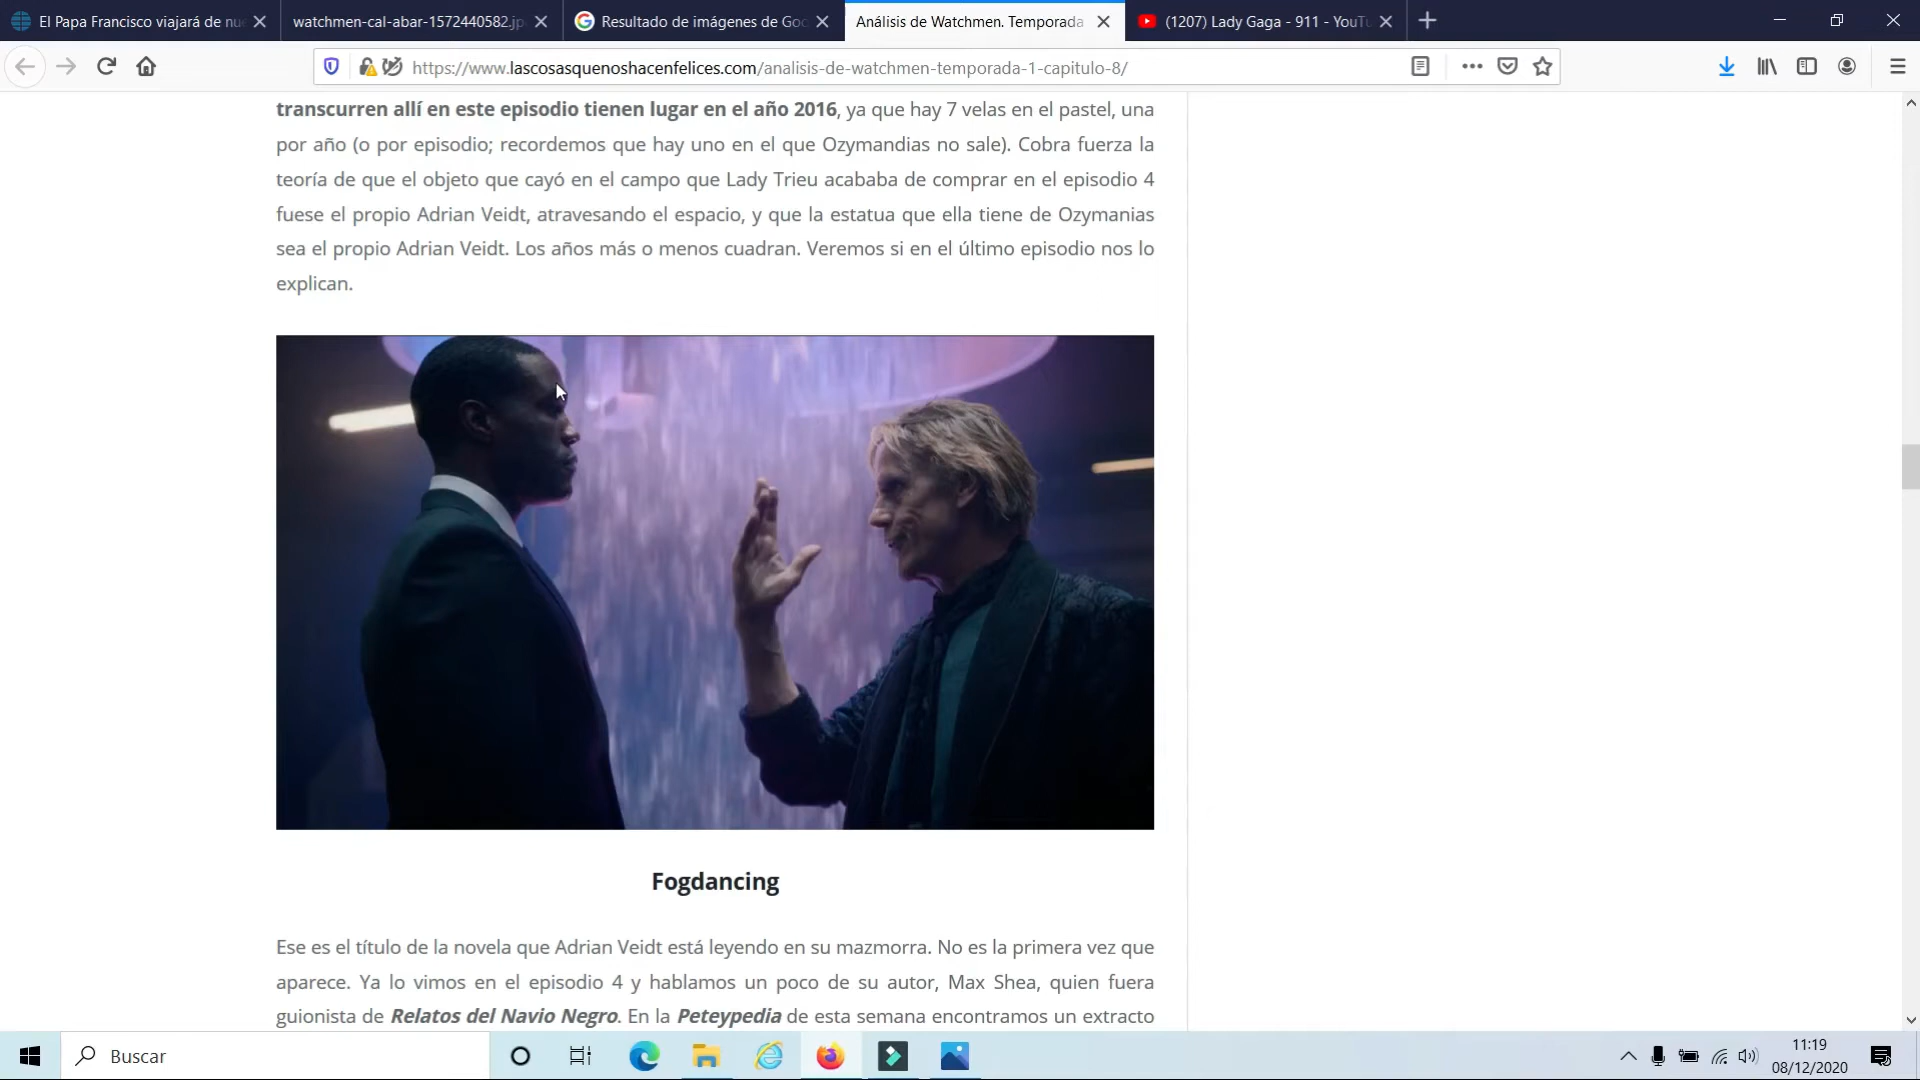 El Papa Francisco viajará de nu
watchmen-cal-abar-1572440582.jp
Resultado de imágenes de Goo
Análisis de Watchmen. Temporada
(1207) Lady Gaga - 911 - YouTu
https://www.lascosasquenoshacenfelices.com/analisis-de-watchmen-temporada-1-capitulo-8/
transcurren allí en este episodio tienen lugar en el año 2016, ya que hay 7 velas en el pastel, una
por año (o por episodio; recordemos que hay uno en el que Ozymandias no sale). Cobra fuerza la
teoría de que el objeto que cayó en el campo que Lady Trieu acababa de comprar en el episodio 4
fuese el propio Adrian Veidt, atravesando el espacio, y que la estatua que ella tiene de Ozymanias
sea el propio Adrian Veidt. Los años más o menos cuadran. Veremos si en el último episodio nos lo
explican.
Fogdancing
Ese es el título de la novela que Adrian Veidt está leyendo en su mazmorra. No es la primera vez que
aparece. Ya lo vimos en el episodio 4 y hablamos un poco de su autor, Max Shea, quien fuera
guionista de Relatos del Navio Negro. En la Peteypedia de esta semana encontramos un extracto
Buscar
11:19
08/12/2020